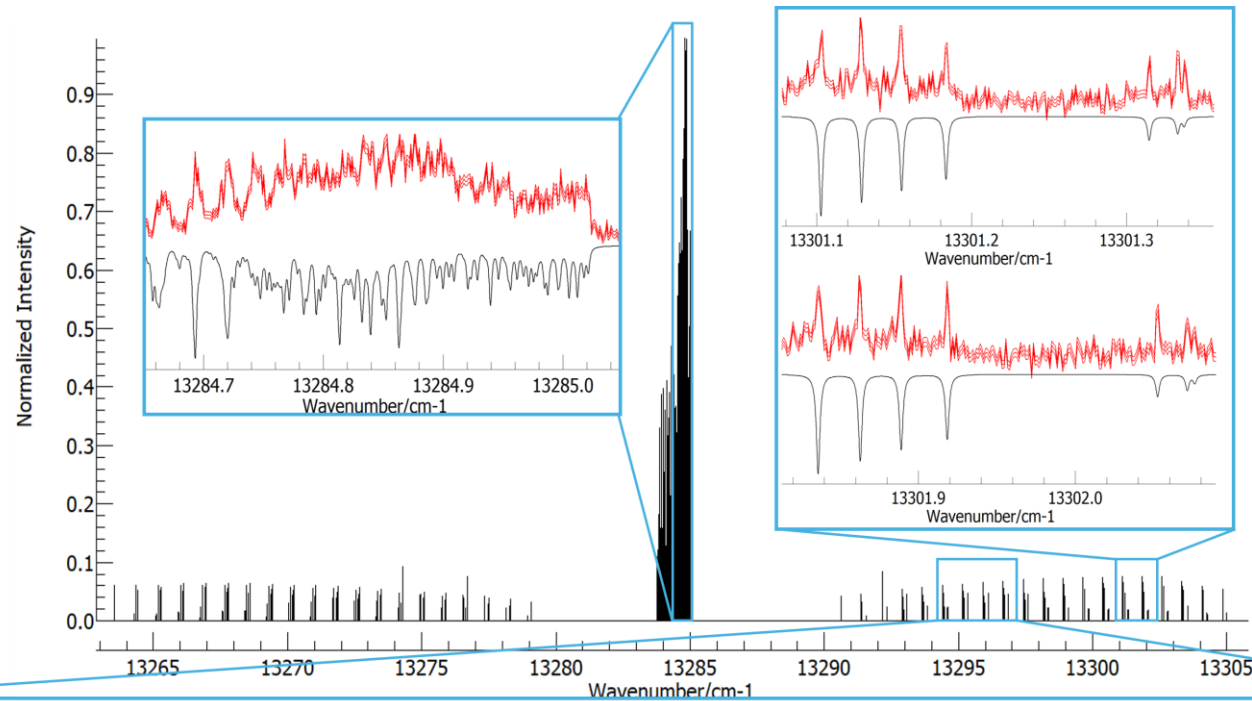 Normalized Intensity
0.9
0.8
0.7
0.6
0.5
0.4
0.3
0.2
0.1
0.0
13284.7 13284.8 13284.9 13285.0
Wavenumber/cm-1
13301.1 13301.2 13301.3
Wavenumber/cm-1
13301.9 13302.0
Wavenumber/cm-1
13265 13270 13275 13280 13285 13290 13295 13300 13305
Wavenumber/cm-1